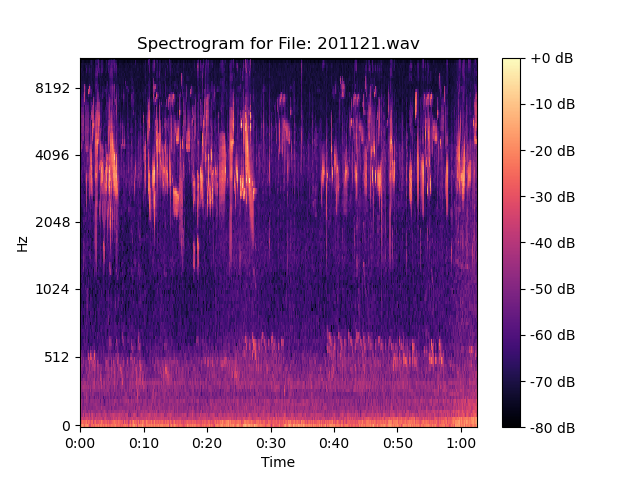 Spectrogram for File: 201121.wav
8192
4096
2048
1024
512
0
Hz
0:00 0:10 0:20 0:30 0:40 0:50 1:00
Time
+0 dB
-10 dB
-20 dB
-30 dB
-40 dB
-50 dB
-60 dB
-70 dB
-80 dB